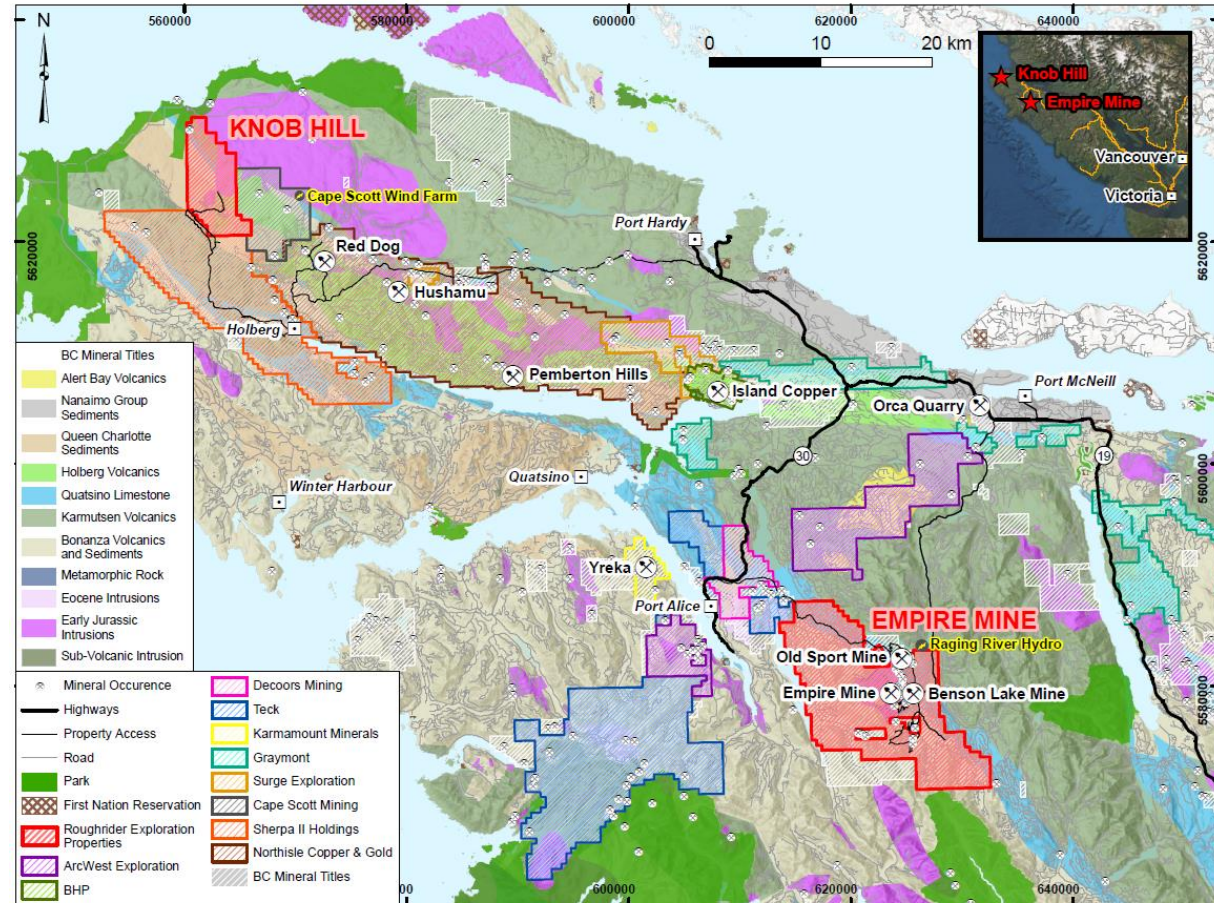 560000
580000
600000
620000
640000
N
0
10
20 km
Knob Hill
Empire Mine
Vancouver
Victoria
KNOB HILL
Cape Scott Wind Farm
Port Hardy
5620000
5620000
Red Dog
Hushamu
Holberg
Pemberton Hills
Island Copper
Port McNeill
Orca Quarry
30
19
Quatsino
Winter Harbour
5600000
Yreka
Port Alice
EMPIRE MINE
Raging River Hydro
Old Sport Mine
Empire Mine
Benson Lake Mine
5580000
BC Mineral Titles
Alert Bay Volcanics
Nanaimo Group
Sediments
Queen Charlotte
Sediments
Holberg Volcanics
Quatsino Limestone
Karmutsen Volcanics
Bonanza Volcanics
and Sediments
Metamorphic Rock
Eocene Intrusions
Early Jurassic
Intrusions
Sub-Volcanic Intrusion
Mineral Occurence
Highways
Property Access
Road
Park
First Nation Reservation
Roughrider Exploration
Properties
ArcWest Exploration
BHP
Decoors Mining
Teck
Karmamount Minerals
Graymont
Surge Exploration
Cape Scott Mining
Sherpa II Holdings
Northisle Copper & Gold
BC Mineral Titles
600000
620000
640000